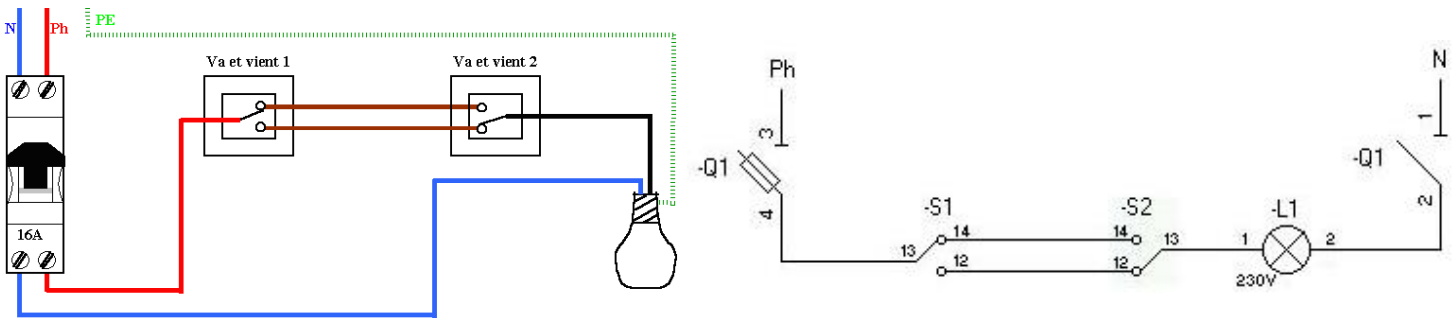 N
Ph
PE
Va et vient 1
Va et vient 2
16A
Ph
N
3
1
-Q1
-Q1
4
2
-S1
-S2
-L1
13
14
14
13
1
2
12
12
230V